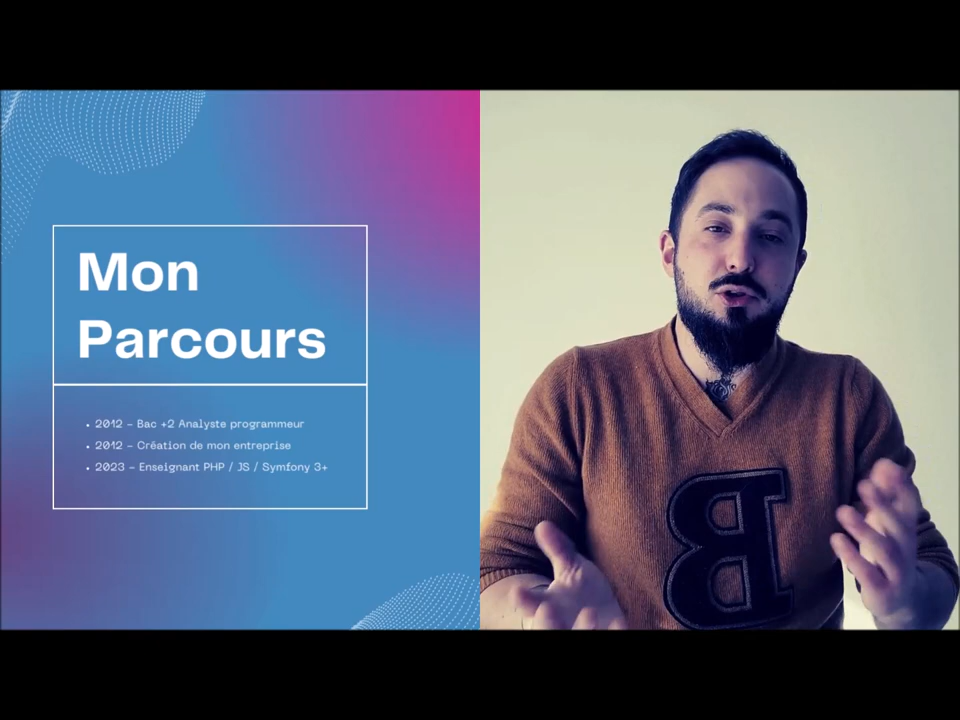 Mon
Parcours
• 2012 - Bac +2 Analyste programmeur
• 2012 - Création de mon entreprise
• 2023 - Enseignant PHP / JS / Symfony 3+
B